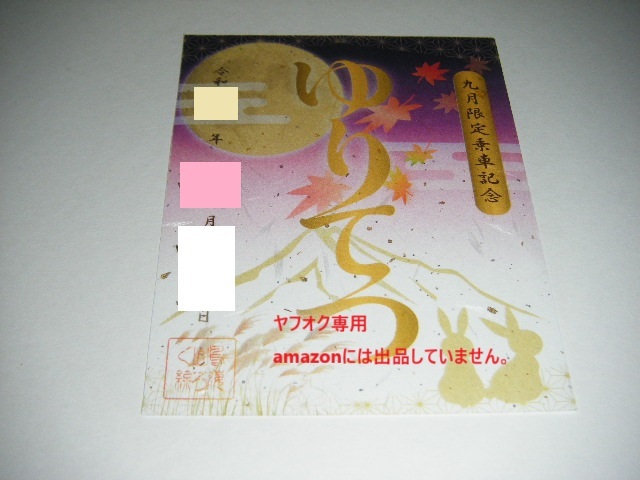 九月限定乗車記念
ゆりてつ
令和
年
月
日
ヤフオク専用
amazonには出品していません。